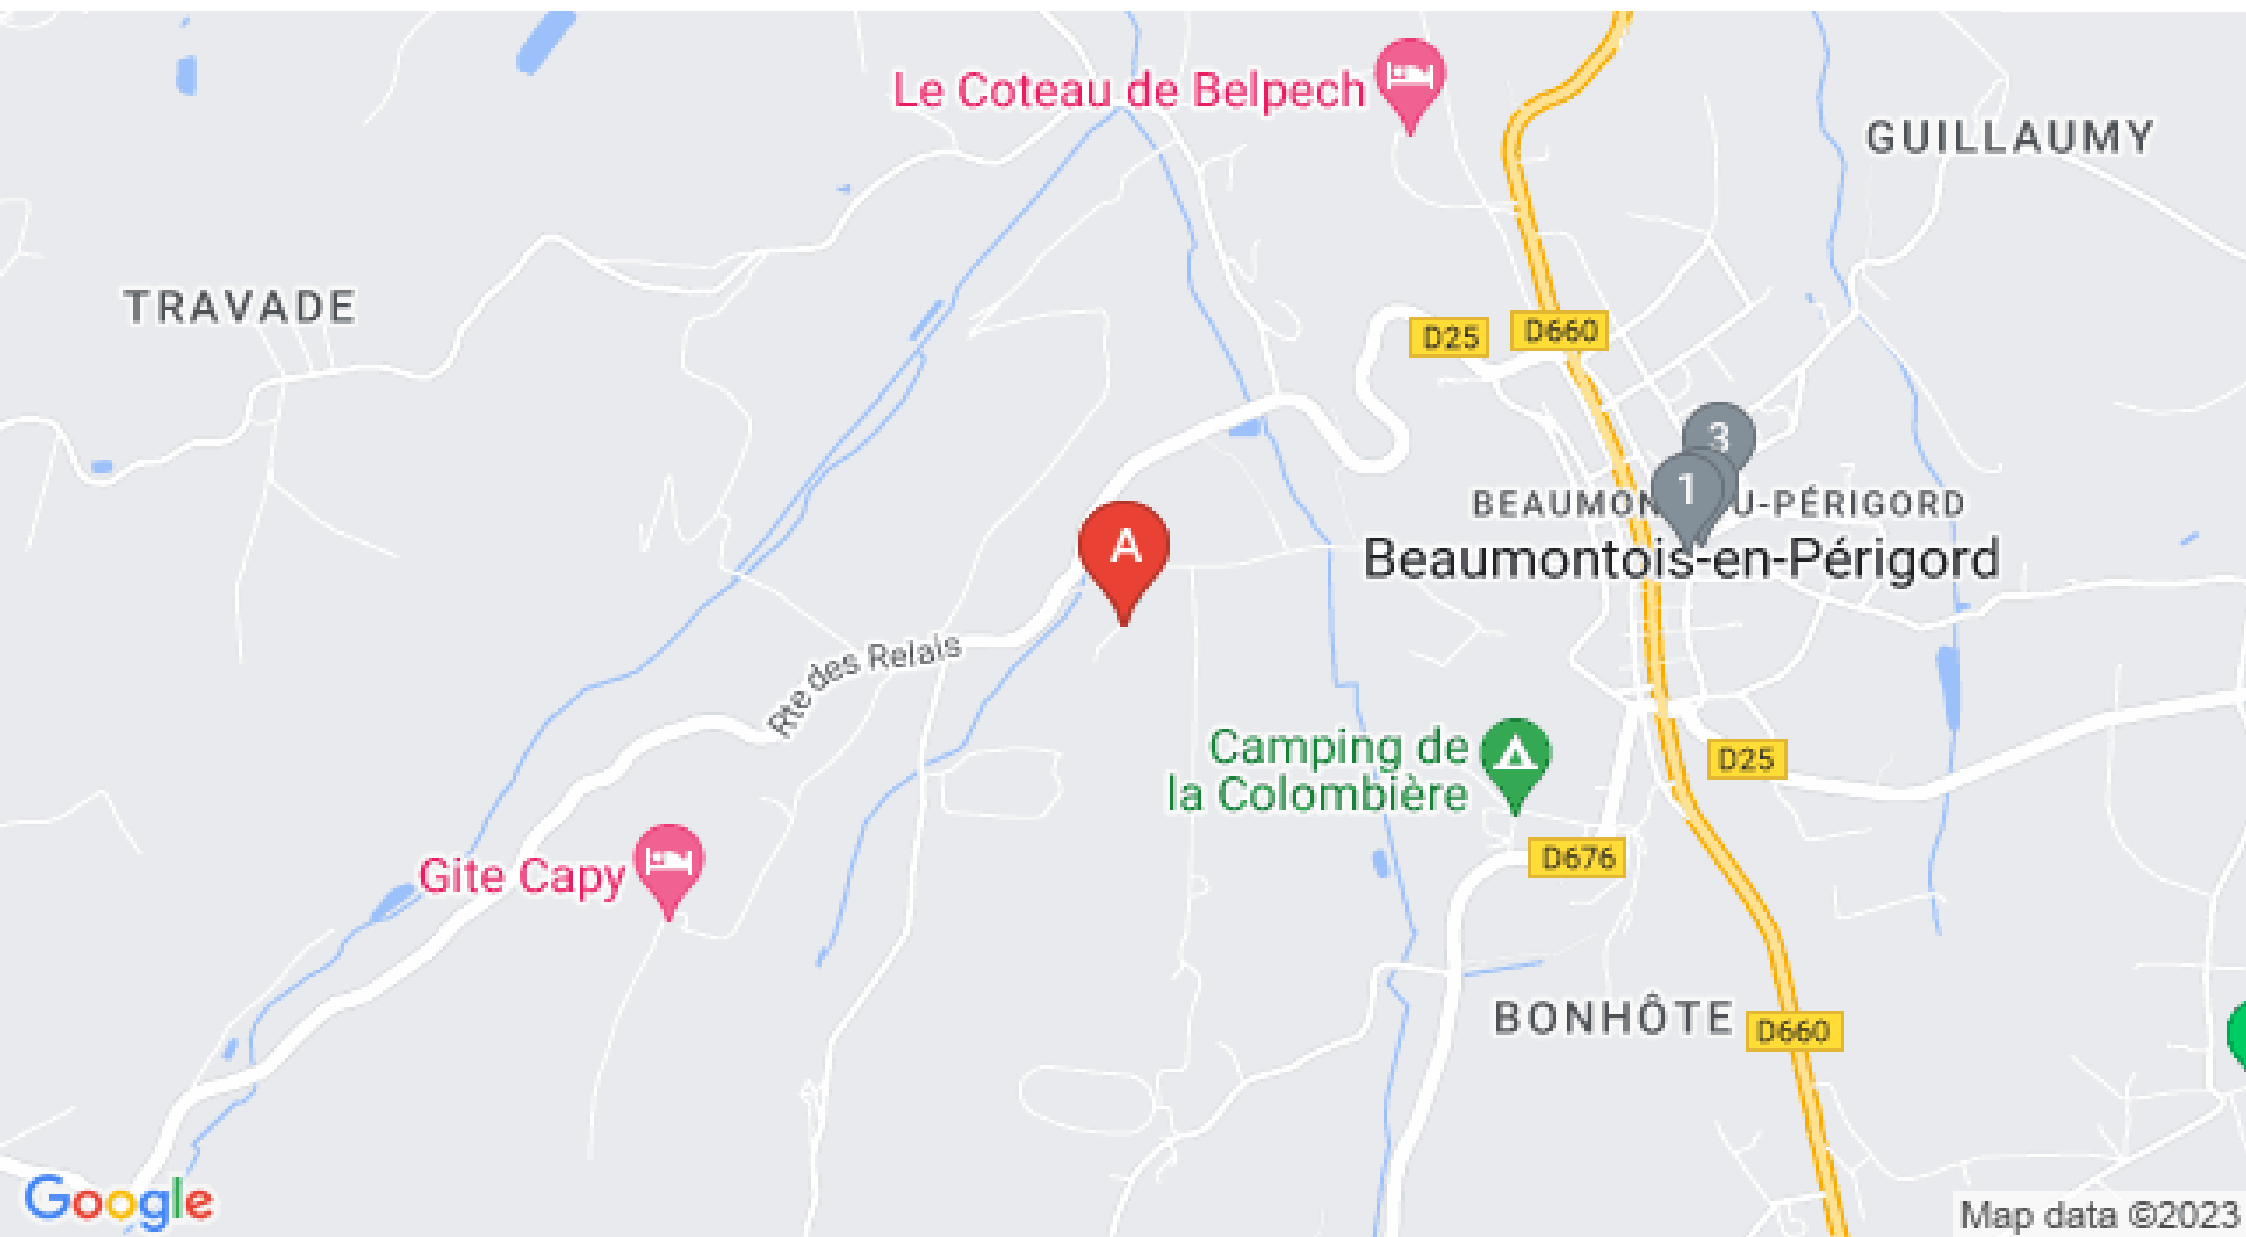 Le Coteau de Belpech
GUILLAUMY
TRAVADE
D25
D660
3
1
BEAUMON U-PÉRIGORD
Beaumontois-en-Périgord
A
Rte des Relais
Camping de
la Colombière
D25
D676
Gite Capy
BONHÔTE
D660
Google
Map data ©2023